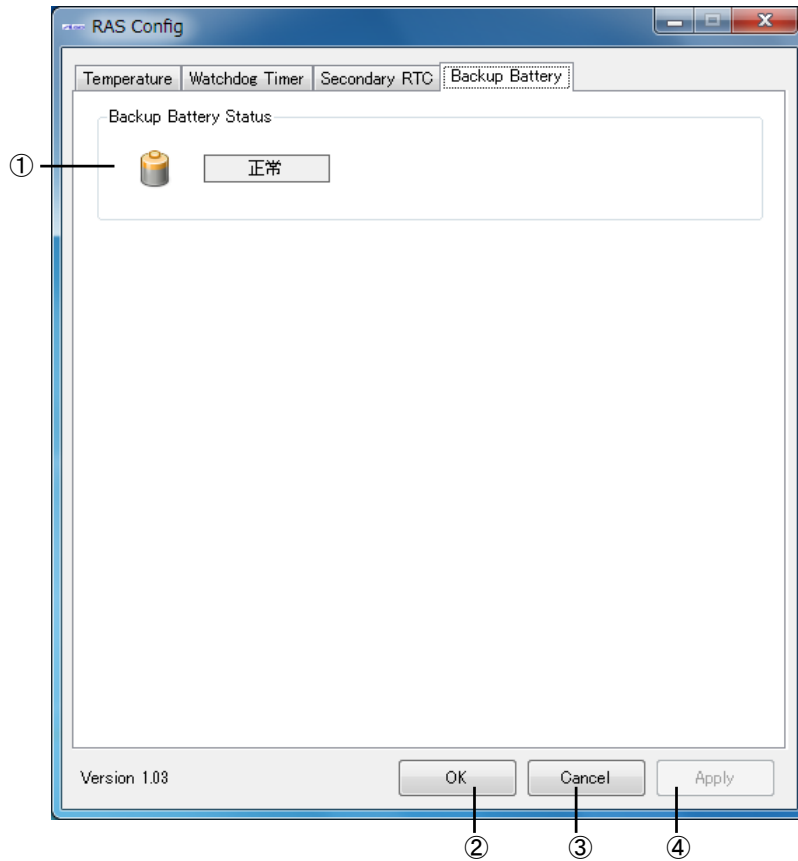 RAS Config
Temperature Watchdog Timer Secondary RTC Backup Battery
Backup Battery Status
① 正常
Version 1.03 OK Cancel Apply
② ③ ④